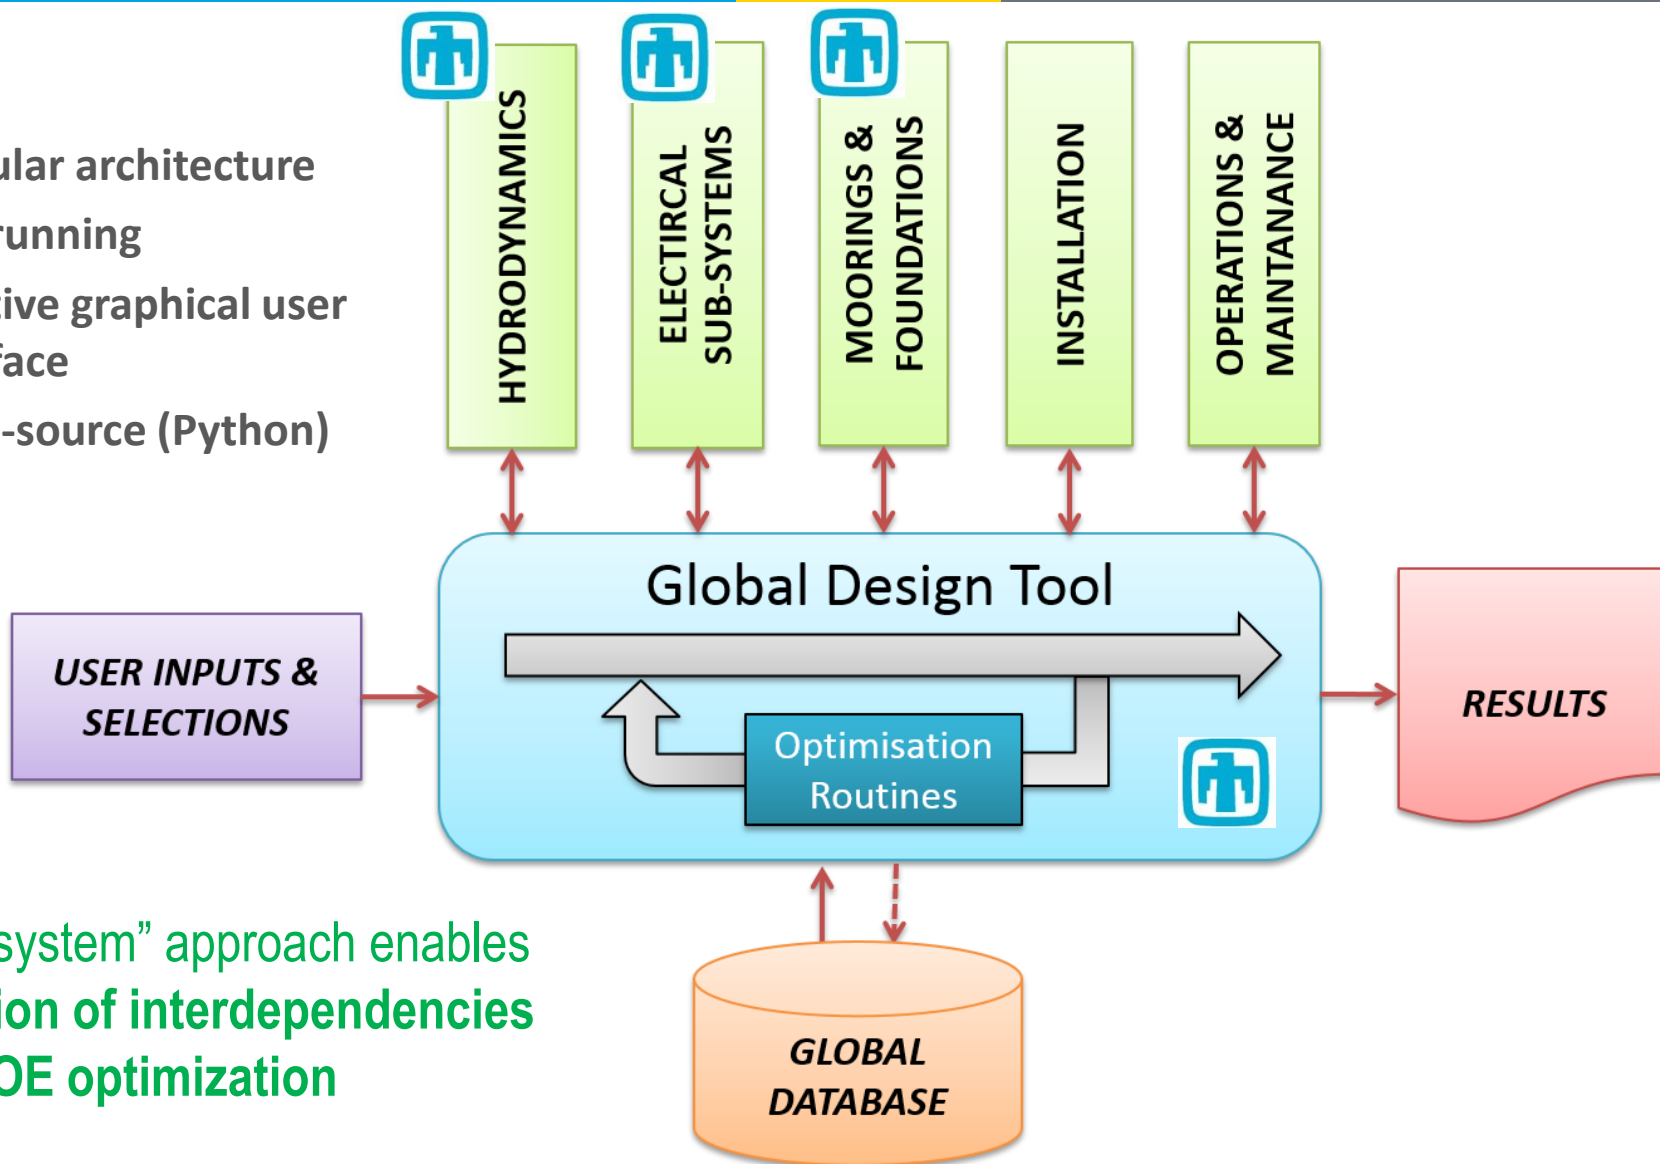 ular architecture
running
tive graphical user
face
-source (Python)
HYDRODYNAMICS
ELECTIRCAL
SUB-SYSTEMS
MOORINGS &
FOUNDATIONS
INSTALLATION
OPERATIONS &
MAINTANANCE
Global Design Tool
USER INPUTS &
SELECTIONS
Optimisation
Routines
RESULTS
system” approach enables
ion of interdependencies
OE optimization
GLOBAL
DATABASE